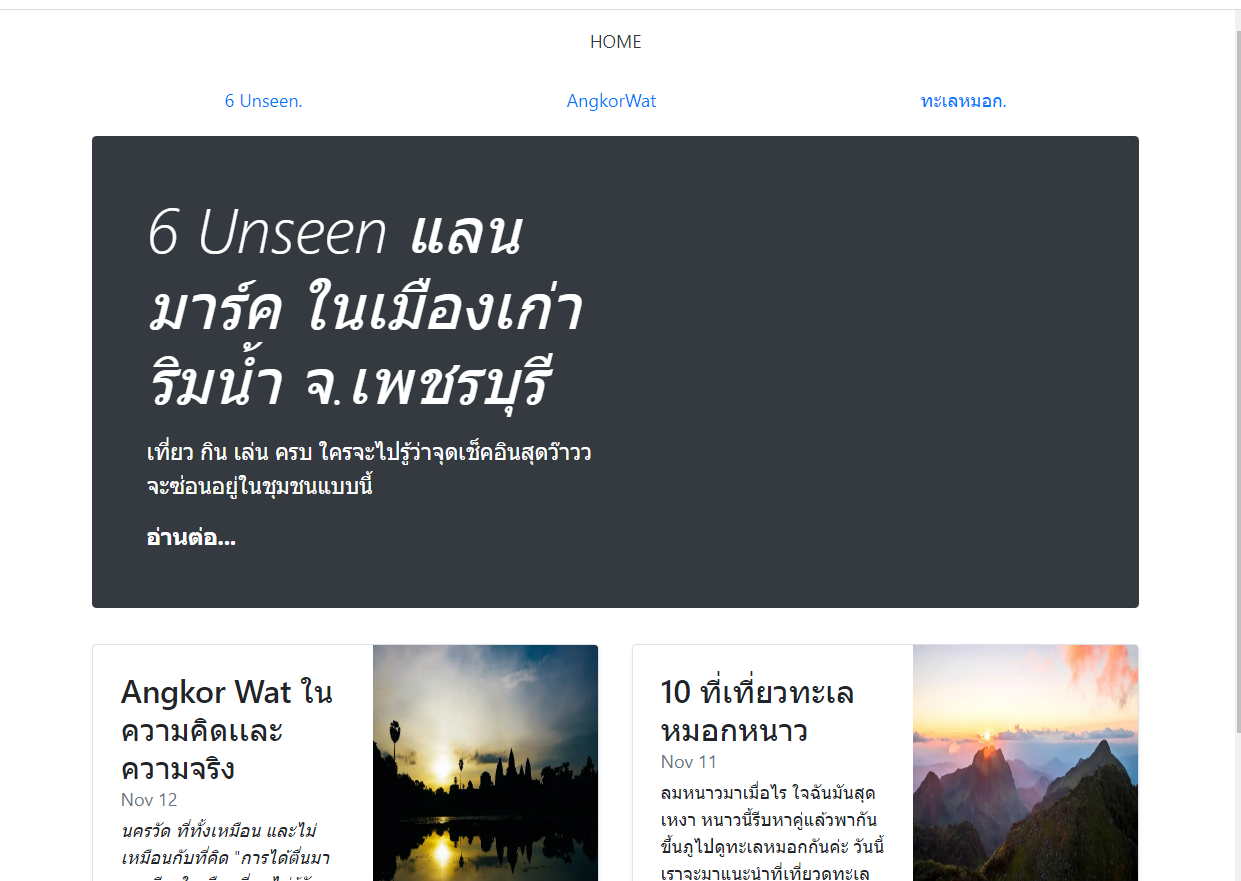 HOME
6 Unseen.
AngkorWat
ทะเลหมอก.
6 Unseen แลน
มาร์ค ในเมืองเก่า
ริมน้ำ จ.เพชรบุรี
เที่ยว กิน เล่น ครบ ใครจะไปรู้ว่าจุดเช็คอินสุดว๊าวว
จะซ่อนอยู่ในชุมชนแบบนี้
อ่านต่อ...
Angkor Wat ใน
ความคิดและ
ความจริง
Nov 12
นครวัด ที่ทั้งเหมือน และไม่
เหมือนกับที่คิด "การได้ตื่นมา
10 ที่เที่ยวทะเล
หมอกหนาว
Nov 11
ลมหนาวมาเมื่อไร ใจฉันมันสุด
เหงา หนาวนี้รีบหาคู่แล้วพากัน
ขึ้นภูไปดูทะเลหมอกกันค่ะ วันนี้
เราจะมาแนะนำที่เที่ยวดูทะเล